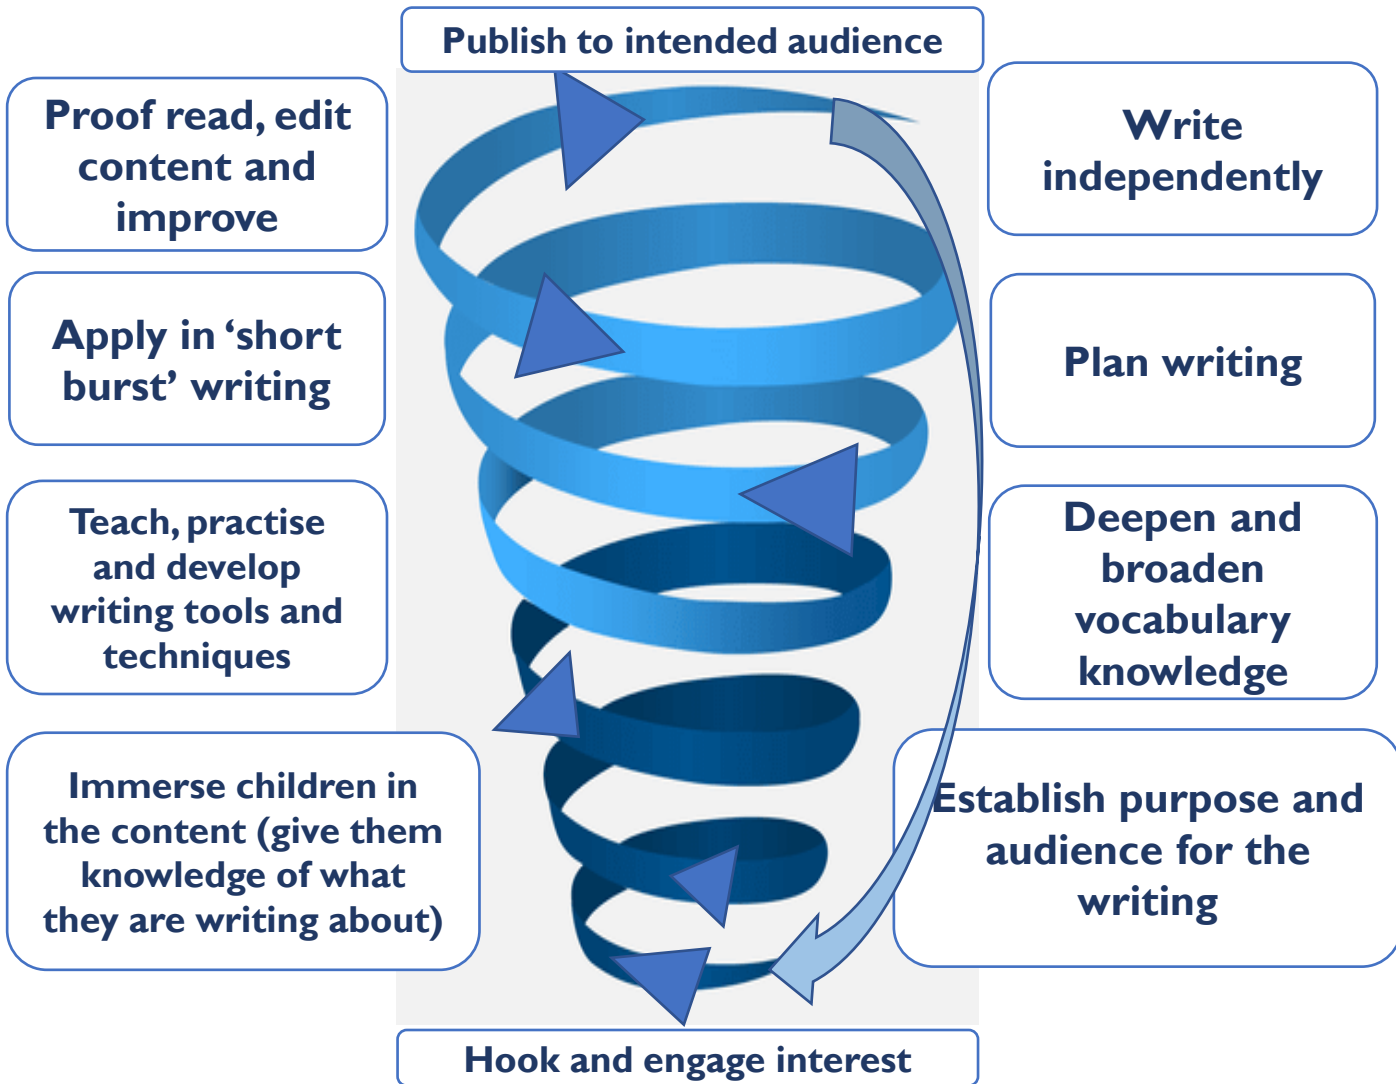 Publish to intended audience
Proof read, edit
content and
improve
Write
independently
Apply in ‘short
burst’ writing
Plan writing
Teach, practise
and develop
writing tools and
techniques
Deepen and
broaden
vocabulary
knowledge
Immerse children in
the content (give them
knowledge of what
they are writing about)
Establish purpose and
audience for the
writing
Hook and engage interest